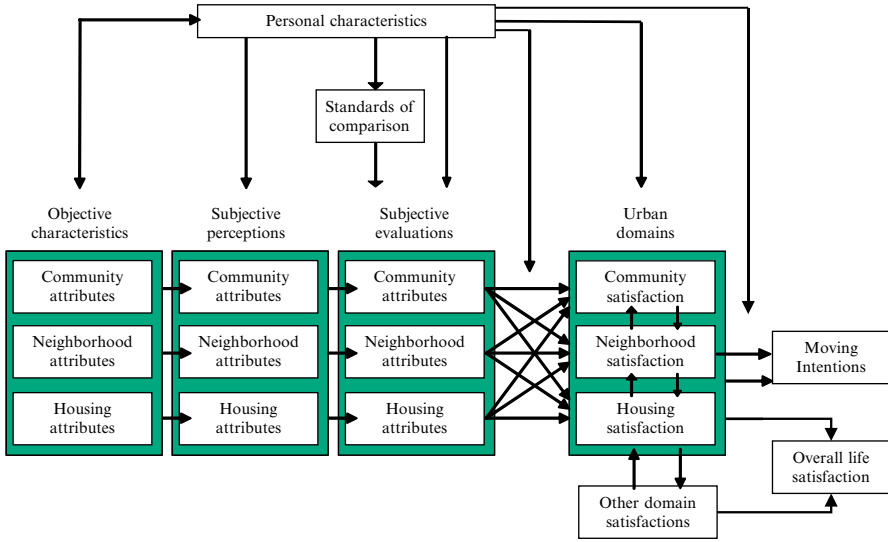 Personal characteristics
Standards of
comparison
Objective
characteristics
Subjective
perceptions
Subjective
evaluations
Urban
domains
Community
attributes
Community
attributes
Community
attributes
Community
satisfaction
Neighborhood
attributes
Neighborhood
attributes
Neighborhood
attributes
Neighborhood
satisfaction
Moving
Intentions
Housing
attributes
Housing
attributes
Housing
attributes
Housing
satisfaction
Overall life
satisfaction
Other domain
satisfactions